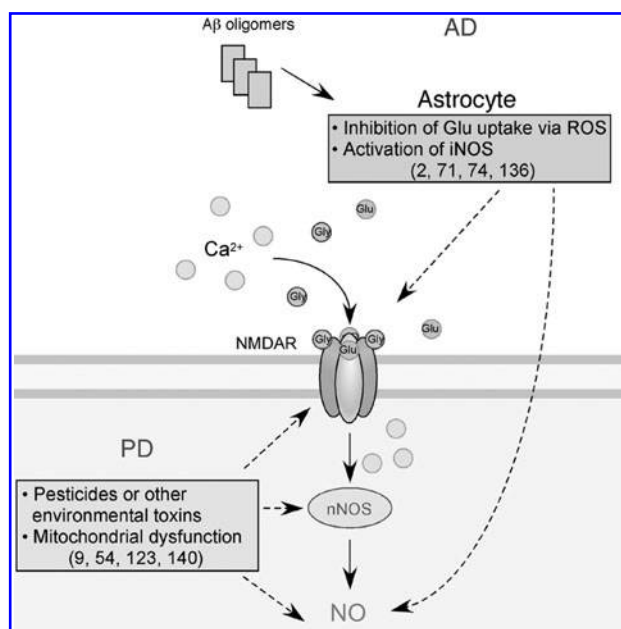 Aβ oligomers
AD
Astrocyte
• Inhibition of Glu uptake via ROS
• Activation of iNOS
(2, 71, 74, 136)
Glu
Gly
Ca²⁺
Gly
Glu
NMDAR
Gly
Gly
Glu
PD
• Pesticides or other
environmental toxins
• Mitochondrial dysfunction
(9, 54, 123, 140)
nNOS
NO